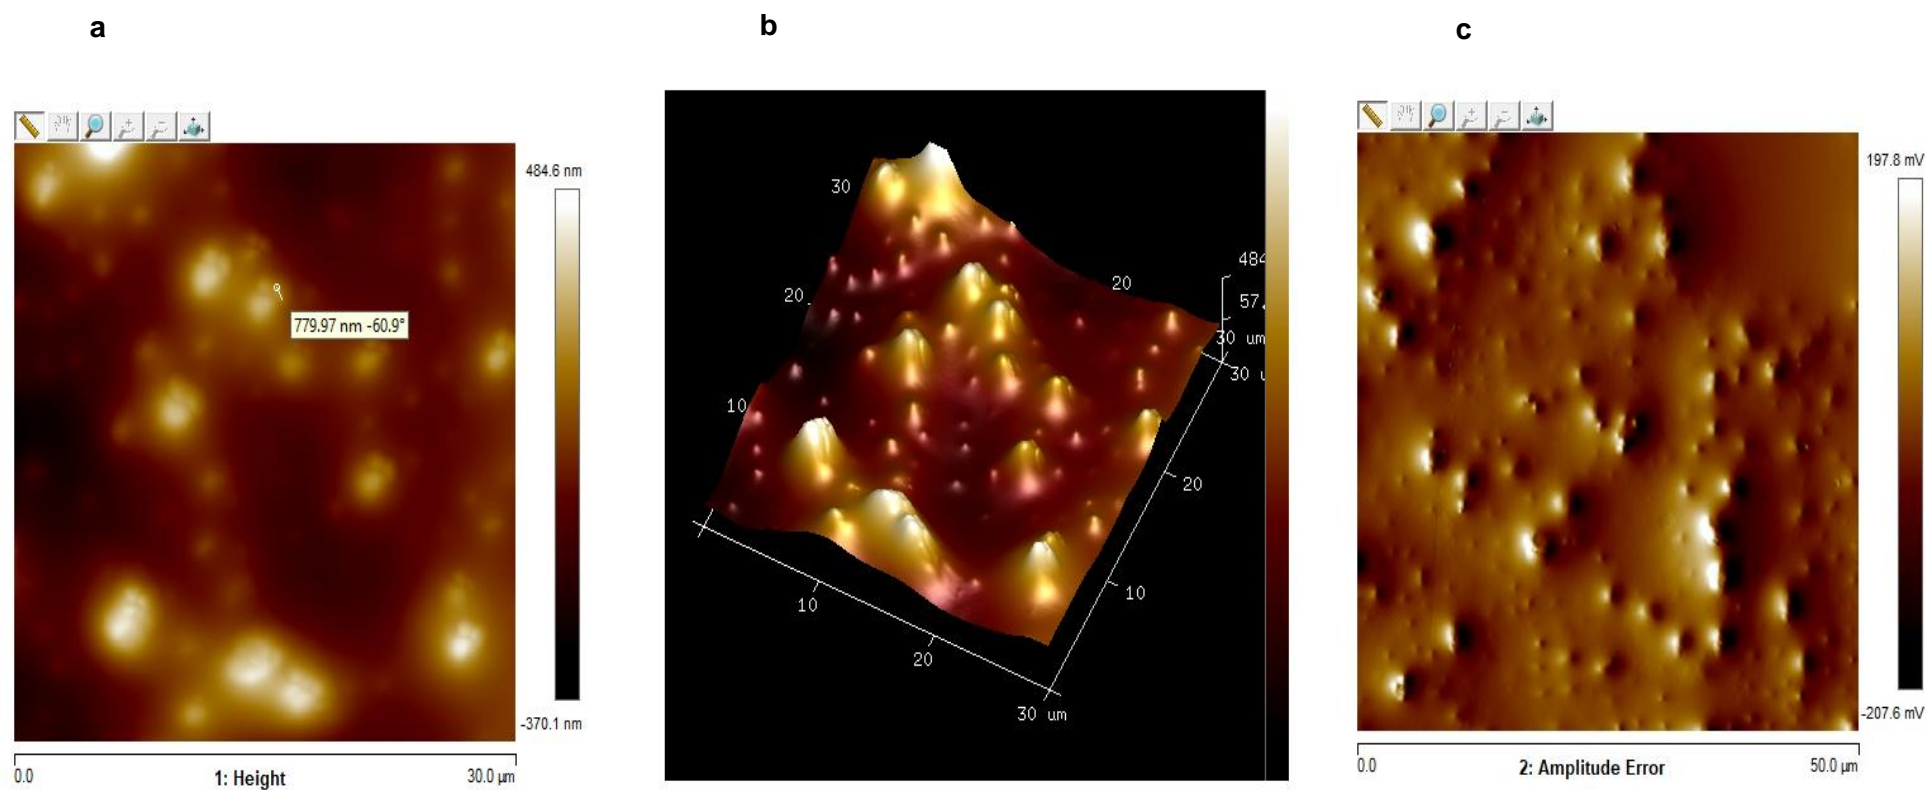 a
b
c
484.6 nm
779.97 nm -60.9°
-370.1 nm
0.0
30.0 µm
1: Height
30
20
10
20
484
57.
30 um
30 u
20
10
10
20
30 um
197.8 mV
-207.6 mV
0.0
50.0 µm
2: Amplitude Error